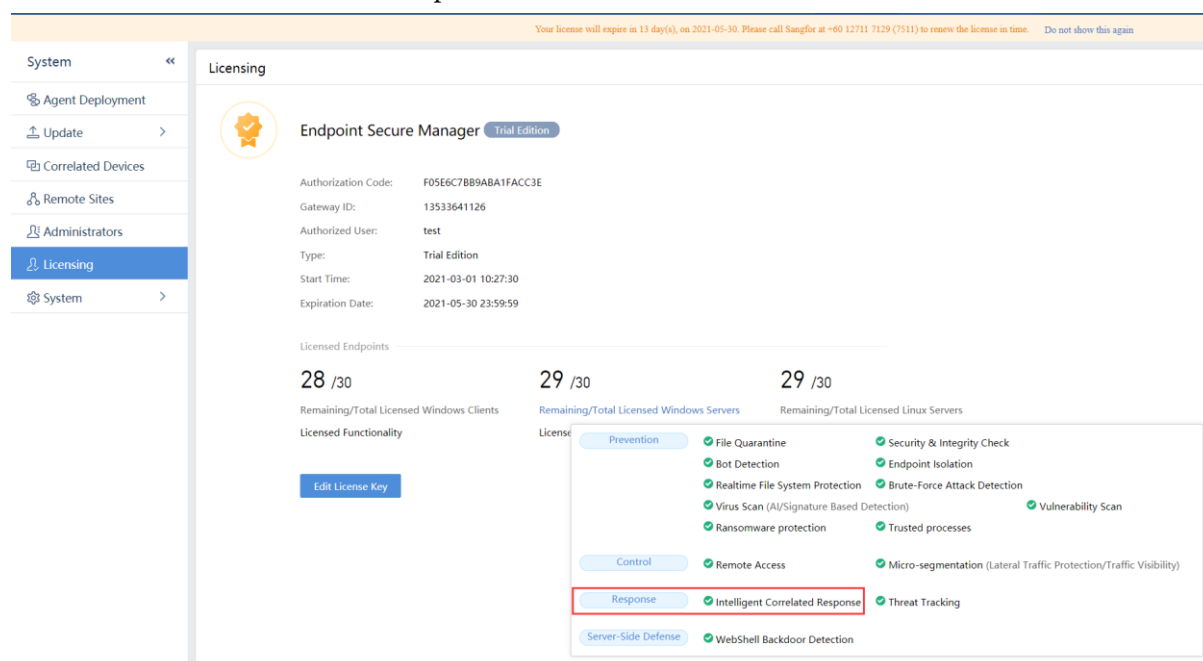 Your license will expire in 13 day(s), on 2021-05-30. Please call Sangfor at +60 12711 7129 (7511) to renew the license in time. Do not show this again
System «
Licensing
Agent Deployment
Update >
Correlated Devices
Remote Sites
Administrators
Licensing
System >
Endpoint Secure Manager Trial Edition
Authorization Code: F05E6C7BB9ABA1FACC3E
Gateway ID: 13533641126
Authorized User: test
Type: Trial Edition
Start Time: 2021-03-01 10:27:30
Expiration Date: 2021-05-30 23:59:59
Licensed Endpoints
28 /30 29 /30 29 /30
Remaining/Total Licensed Windows Clients Remaining/Total Licensed Windows Servers Remaining/Total Licensed Linux Servers
Licensed Functionality License
Edit License Key
Prevention File Quarantine Security & Integrity Check
Bot Detection Endpoint Isolation
Realtime File System Protection Brute-Force Attack Detection
Virus Scan (AI/Signature Based Detection) Vulnerability Scan
Ransomware protection Trusted processes
Control Remote Access Micro-segmentation (Lateral Traffic Protection/Traffic Visibility)
Response Intelligent Correlated Response Threat Tracking
Server-Side Defense WebShell Backdoor Detection